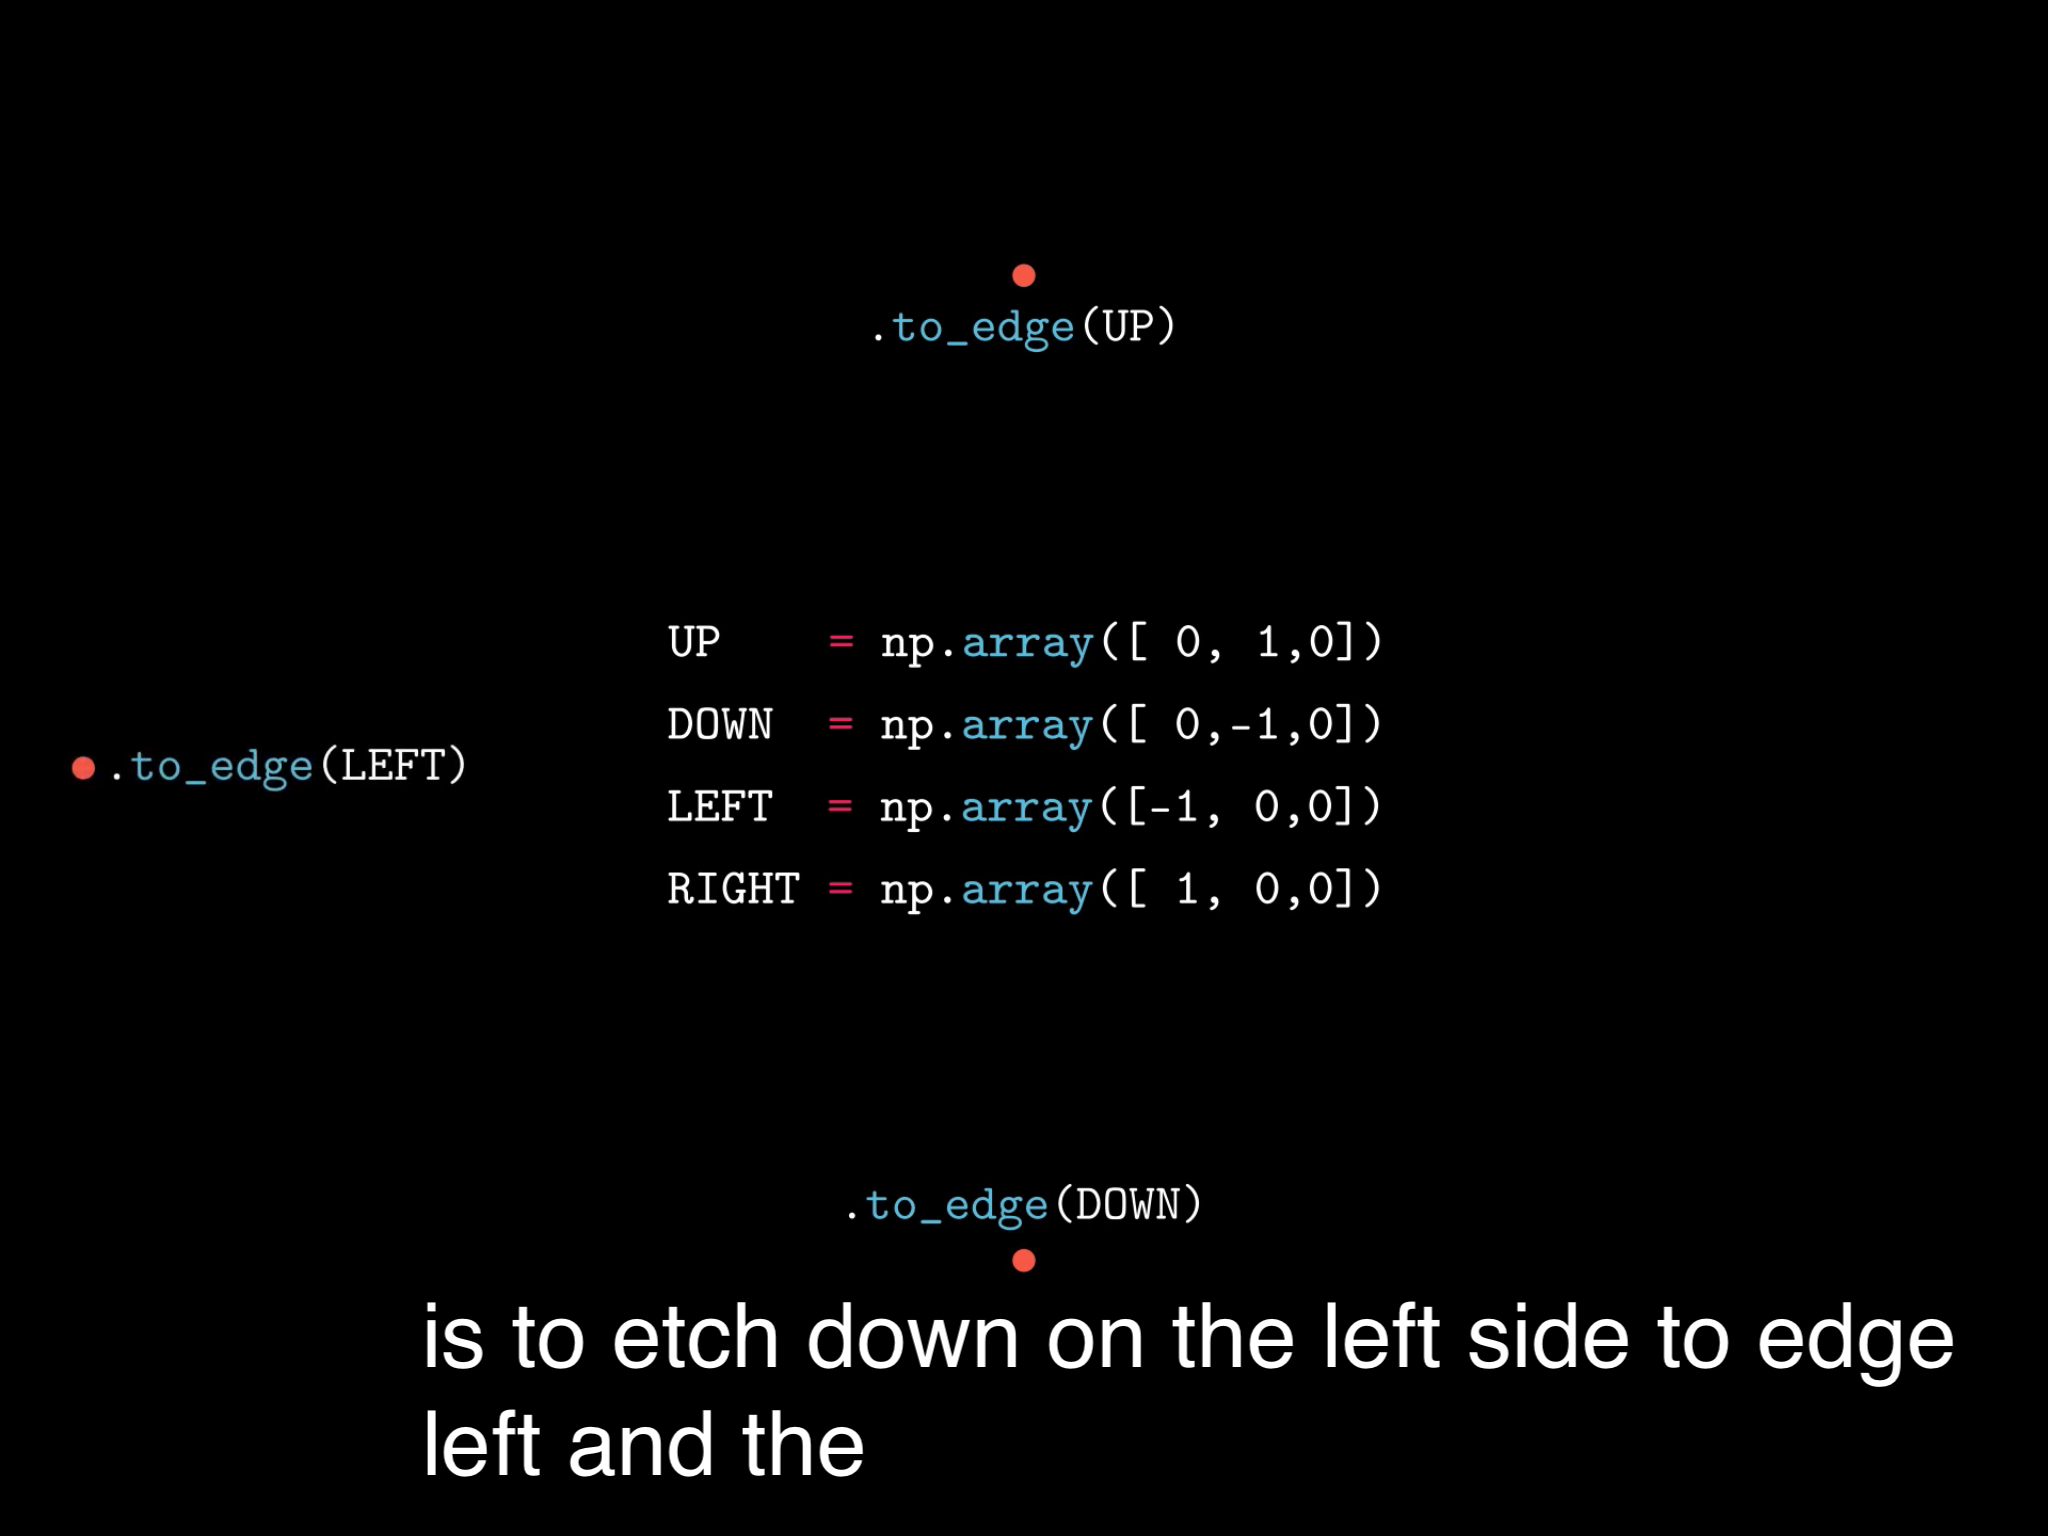 .to_edge(UP)
UP = np.array([ 0, 1,0])
DOWN = np.array([ 0,-1,0])
.to_edge(LEFT)
LEFT = np.array([-1, 0,0])
RIGHT = np.array([ 1, 0,0])
.to_edge(DOWN)
is to etch down on the left side to edge
left and the